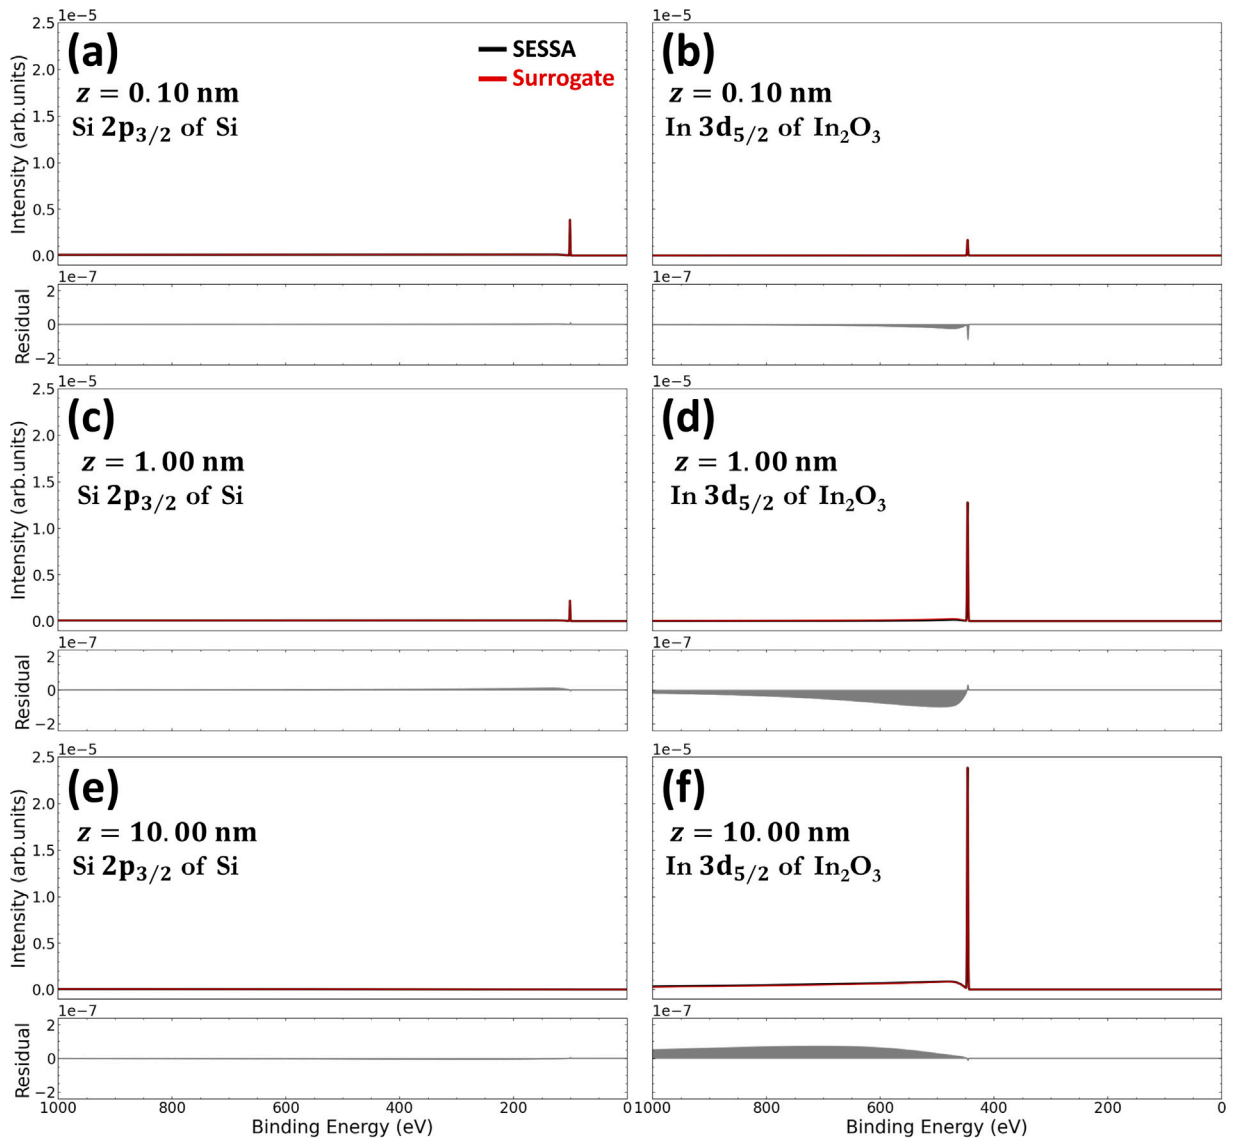 1e−5
(a)
z = 0.10 nm
Si 2p3/2 of Si
SESSA
Surrogate
2.5
2.0
1.5
1.0
0.5
0.0
Intensity (arb.units)
1e−7
2
0
−2
Residual
1e−5
(b)
z = 0.10 nm
In 3d5/2 of In2O3
1e−7
1e−5
(c)
z = 1.00 nm
Si 2p3/2 of Si
2.5
2.0
1.5
1.0
0.5
0.0
Intensity (arb.units)
1e−7
2
0
−2
Residual
1e−5
(d)
z = 1.00 nm
In 3d5/2 of In2O3
1e−7
1e−5
(e)
z = 10.00 nm
Si 2p3/2 of Si
2.5
2.0
1.5
1.0
0.5
0.0
Intensity (arb.units)
1e−7
2
0
−2
Residual
1000 800 600 400 200 0
Binding Energy (eV)
1e−5
(f)
z = 10.00 nm
In 3d5/2 of In2O3
1e−7
1000 800 600 400 200 0
Binding Energy (eV)